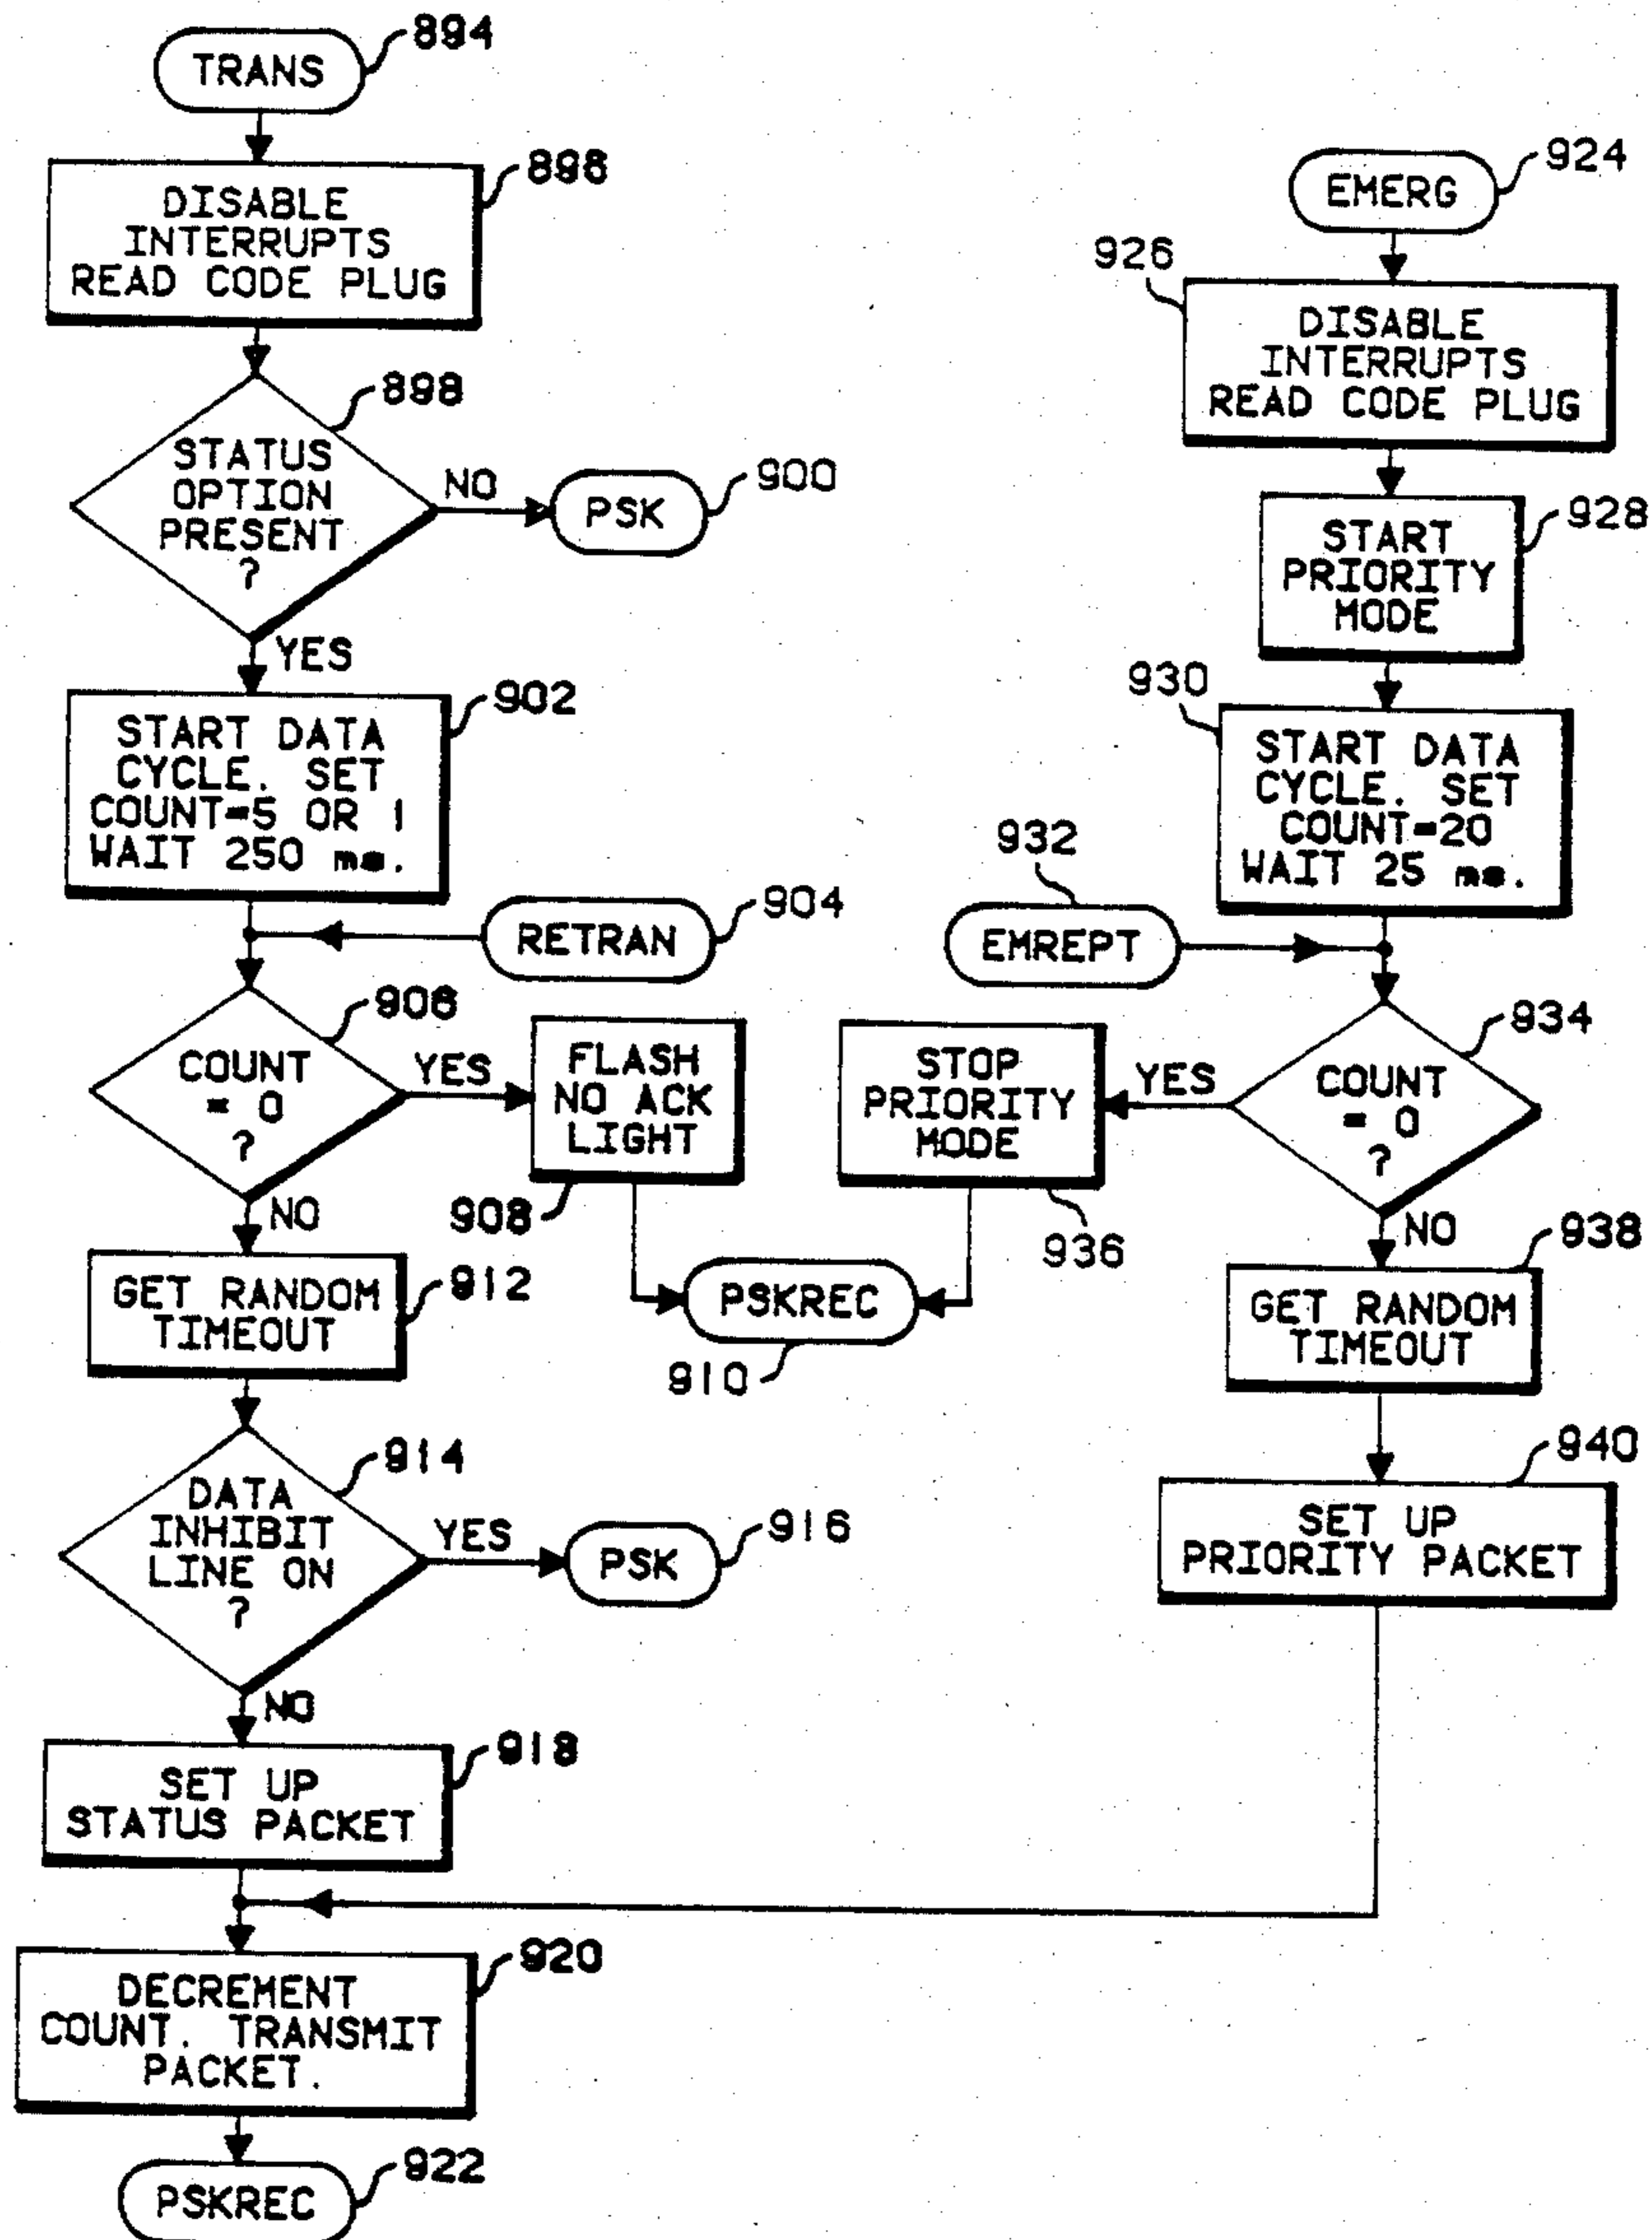 TRANS
894
DISABLE
INTERRUPTS
READ CODE PLUG
896
STATUS
OPTION
PRESENT
?
898
NO
PSK
900
YES
START DATA
CYCLE. SET
COUNT=5 OR 1
WAIT 250 ms.
902
RETRAN
904
COUNT
= 0
?
906
YES
FLASH
NO ACK
LIGHT
908
PSKREC
910
NO
GET RANDOM
TIMEOUT
912
DATA
INHIBIT
LINE ON
?
914
YES
PSK
916
NO
SET UP
STATUS PACKET
918
DECREMENT
COUNT. TRANSMIT
PACKET.
920
PSKREC
922
EMERG
924
926
DISABLE
INTERRUPTS
READ CODE PLUG
START
PRIORITY
MODE
928
930
START DATA
CYCLE. SET
COUNT=20
WAIT 25 ms.
932
EMREPT
COUNT
= 0
?
934
YES
STOP
PRIORITY
MODE
936
NO
938
GET RANDOM
TIMEOUT
940
SET UP
PRIORITY PACKET